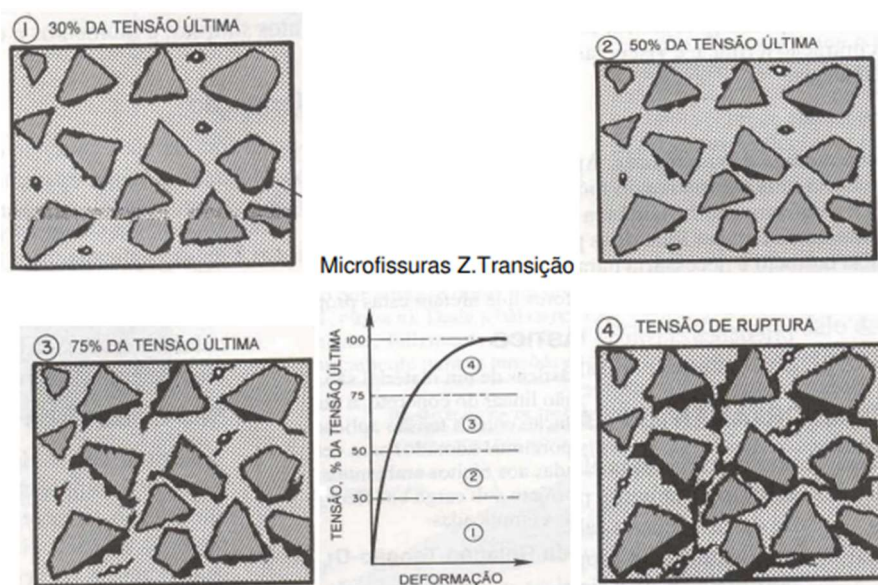 ① 30% DA TENSÃO ÚLTIMA
② 50% DA TENSÃO ÚLTIMA
Microfissuras Z.Transição
③ 75% DA TENSÃO ÚLTIMA
④ TENSÃO DE RUPTURA
TENSÃO, % DA TENSÃO ÚLTIMA
100
④
75
③
50
②
30
①
DEFORMAÇÃO